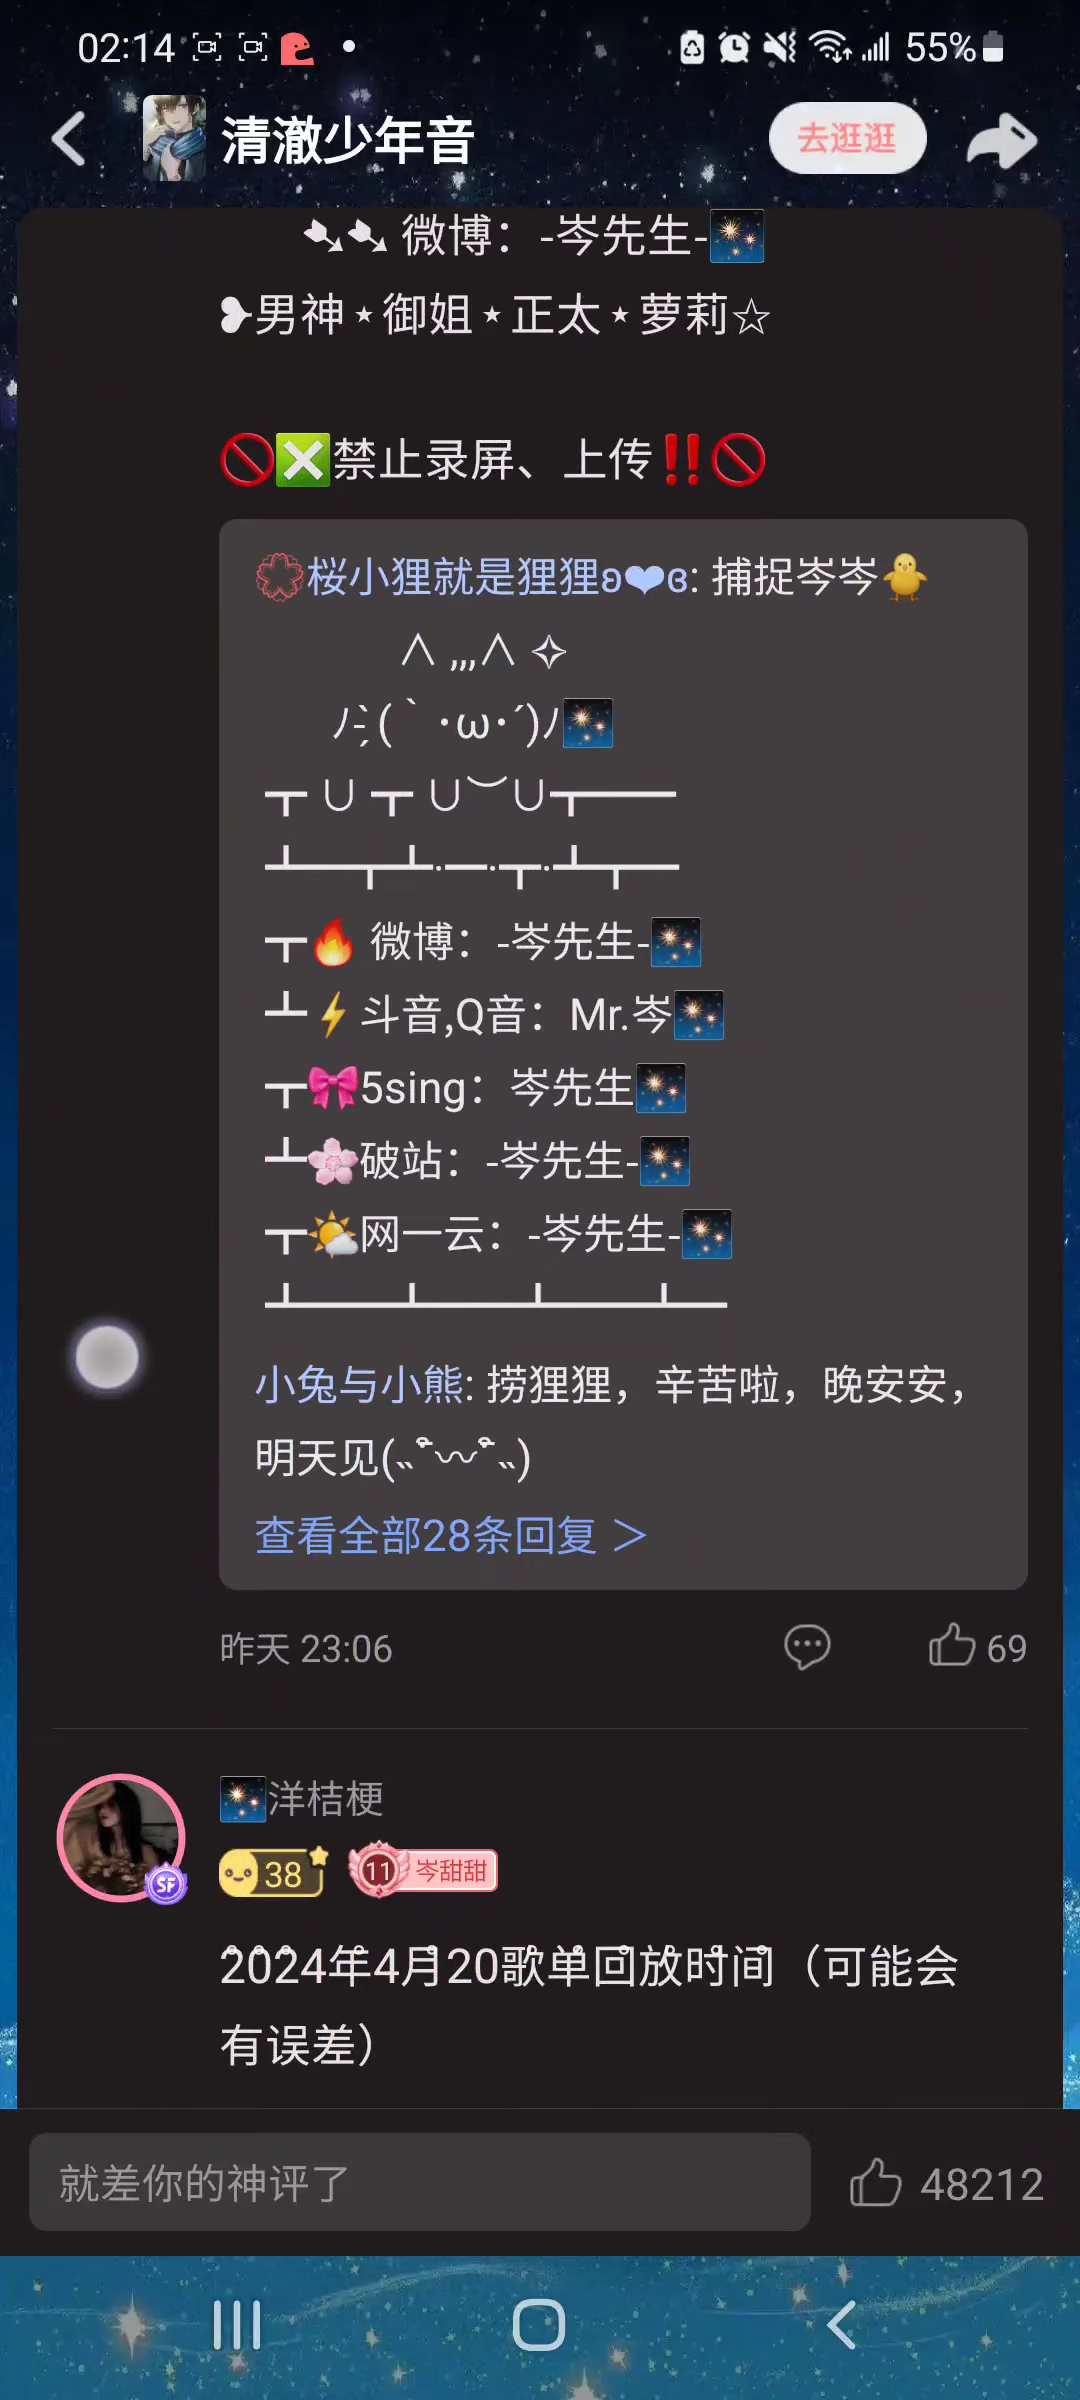 02:14
55%
清澈少年音
去逛逛
➷➷ 微博：-岑先生-🎇
❥男神⋆御姐⋆正太⋆萝莉☆
🚫❎禁止录屏、上传‼️🚫
🌸桜小狸就是狸狸ʚ❤ɞ: 捕捉岑岑🐥
∧ ,,,∧ ✧
( ｀･ω･´)ﾉ🎇
┳ ∪ ┳ ∪︶∪┳━━
┻━┳┻·━·┳·┻┳━
┳🔥 微博：-岑先生-🎇
┻⚡斗音,Q音：Mr.岑🎇
┳🎀5sing：岑先生🎇
┻🌸破站：-岑先生-🎇
┳🌤网一云：-岑先生-🎇
┻━━┻━━┻━━┻━
小兔与小熊: 捞狸狸，辛苦啦，晚安安，
明天见(˵ ̄〰 ̄˵)
查看全部28条回复 ＞
昨天 23:06
69
🎇洋桔梗
SF
38
11 岑甜甜
2024年4月20歌单回放时间（可能会
有误差）
就差你的神评了
48212